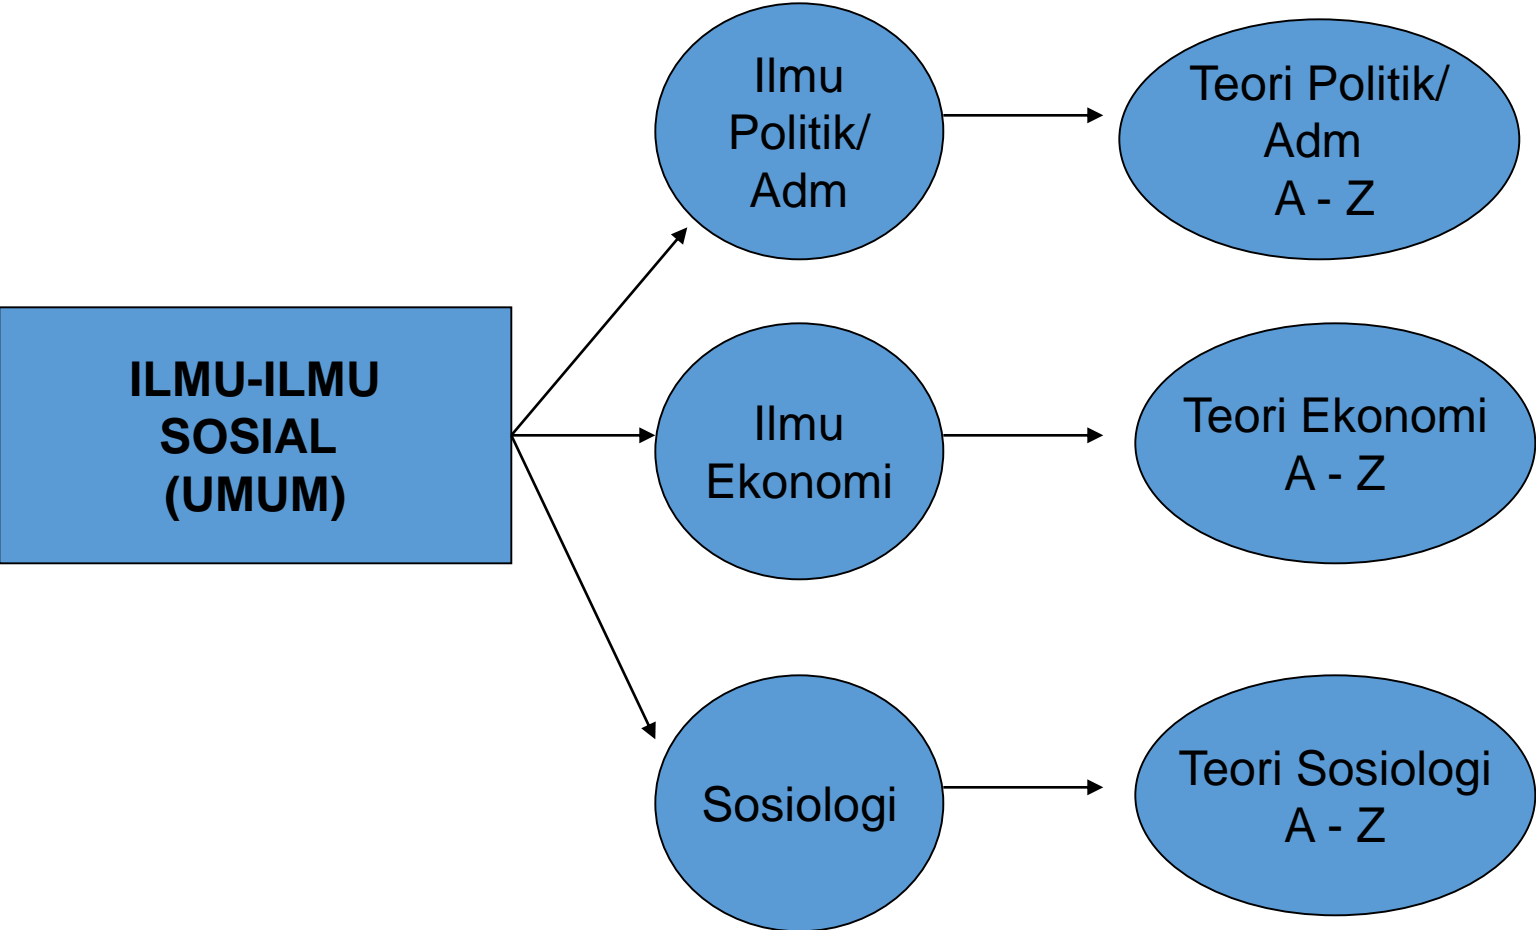 ILMU-ILMU
SOSIAL
(UMUM)
Ilmu
Politik/
Adm
Teori Politik/
Adm
A - Z
Ilmu
Ekonomi
Teori Ekonomi
A - Z
Sosiologi
Teori Sosiologi
A - Z